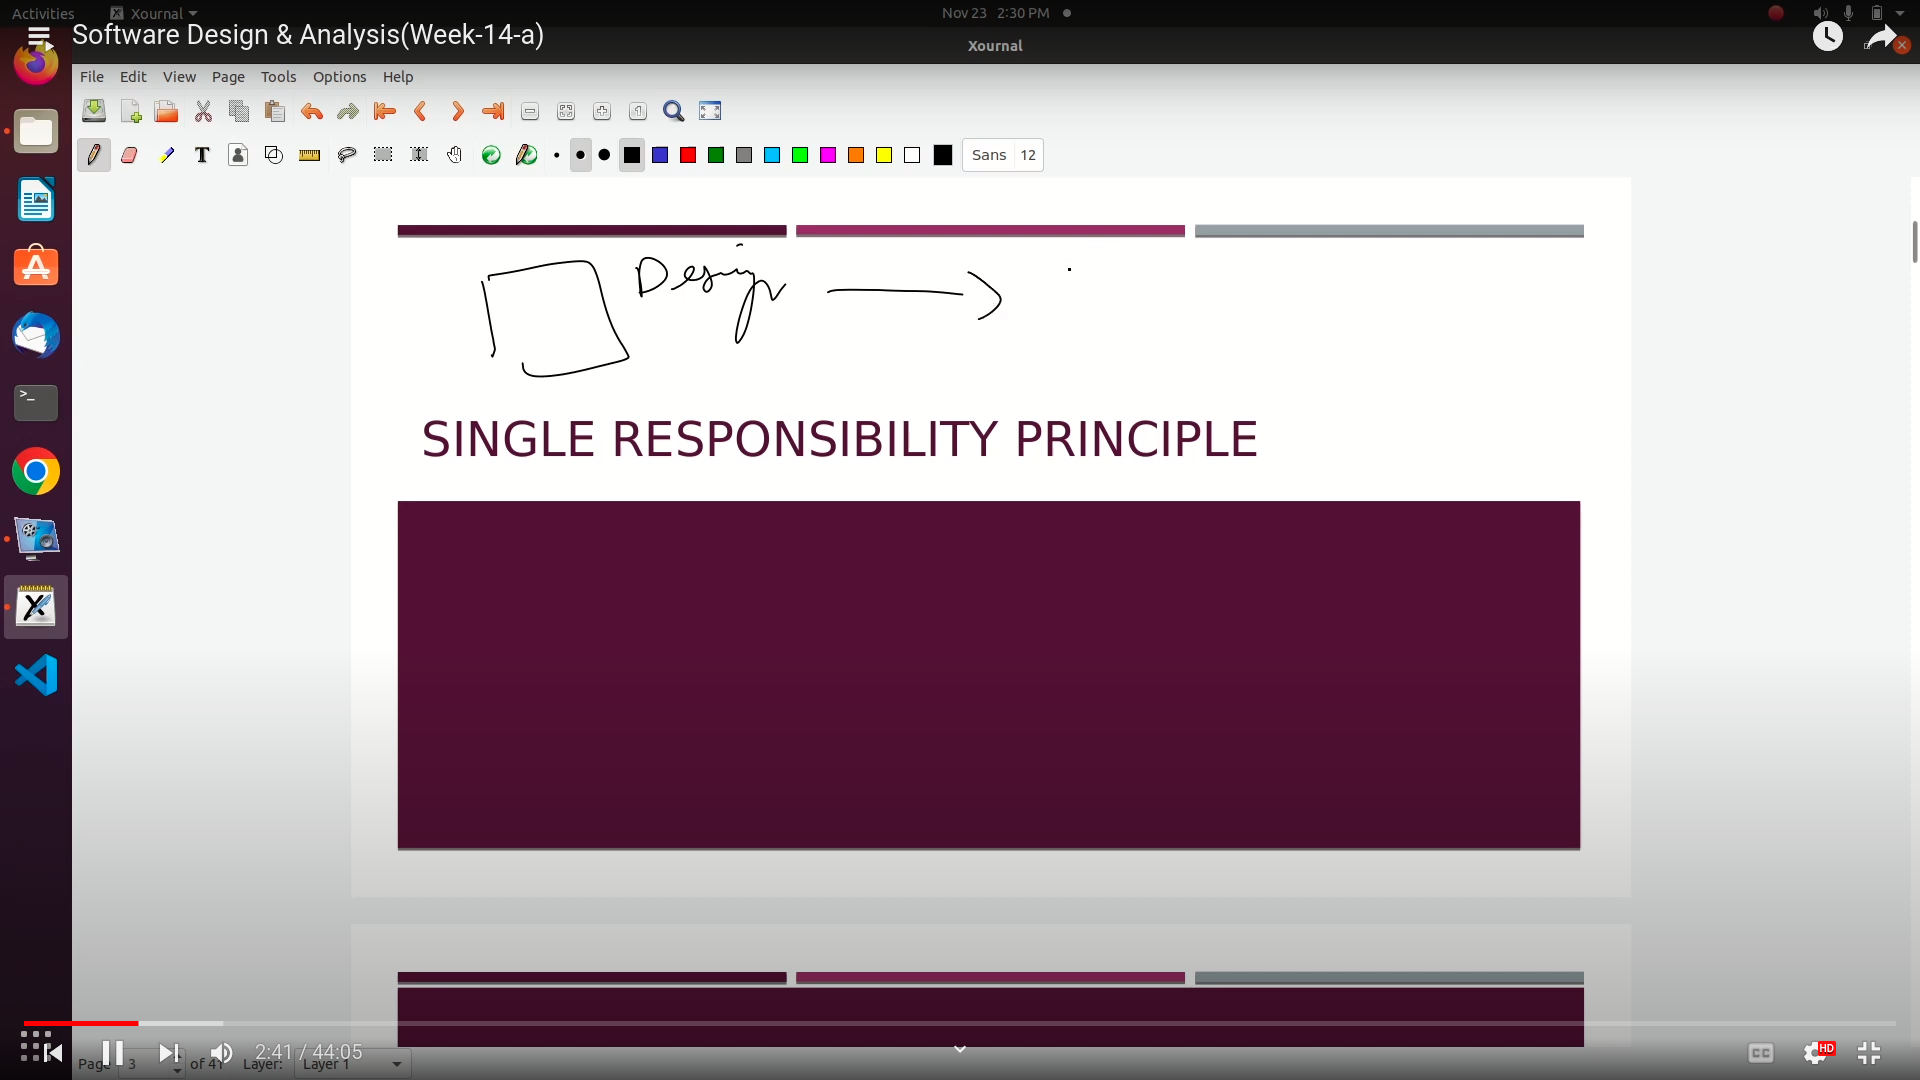 Activities Xournal Nov 23 2:30 PM
Software Design & Analysis(Week-14-a)
Xournal
File Edit View Page Tools Options Help
Sans 12
Design
SINGLE RESPONSIBILITY PRINCIPLE
2:41 / 44:05
CC HD
Page 3 of 41 Layer: Layer 1